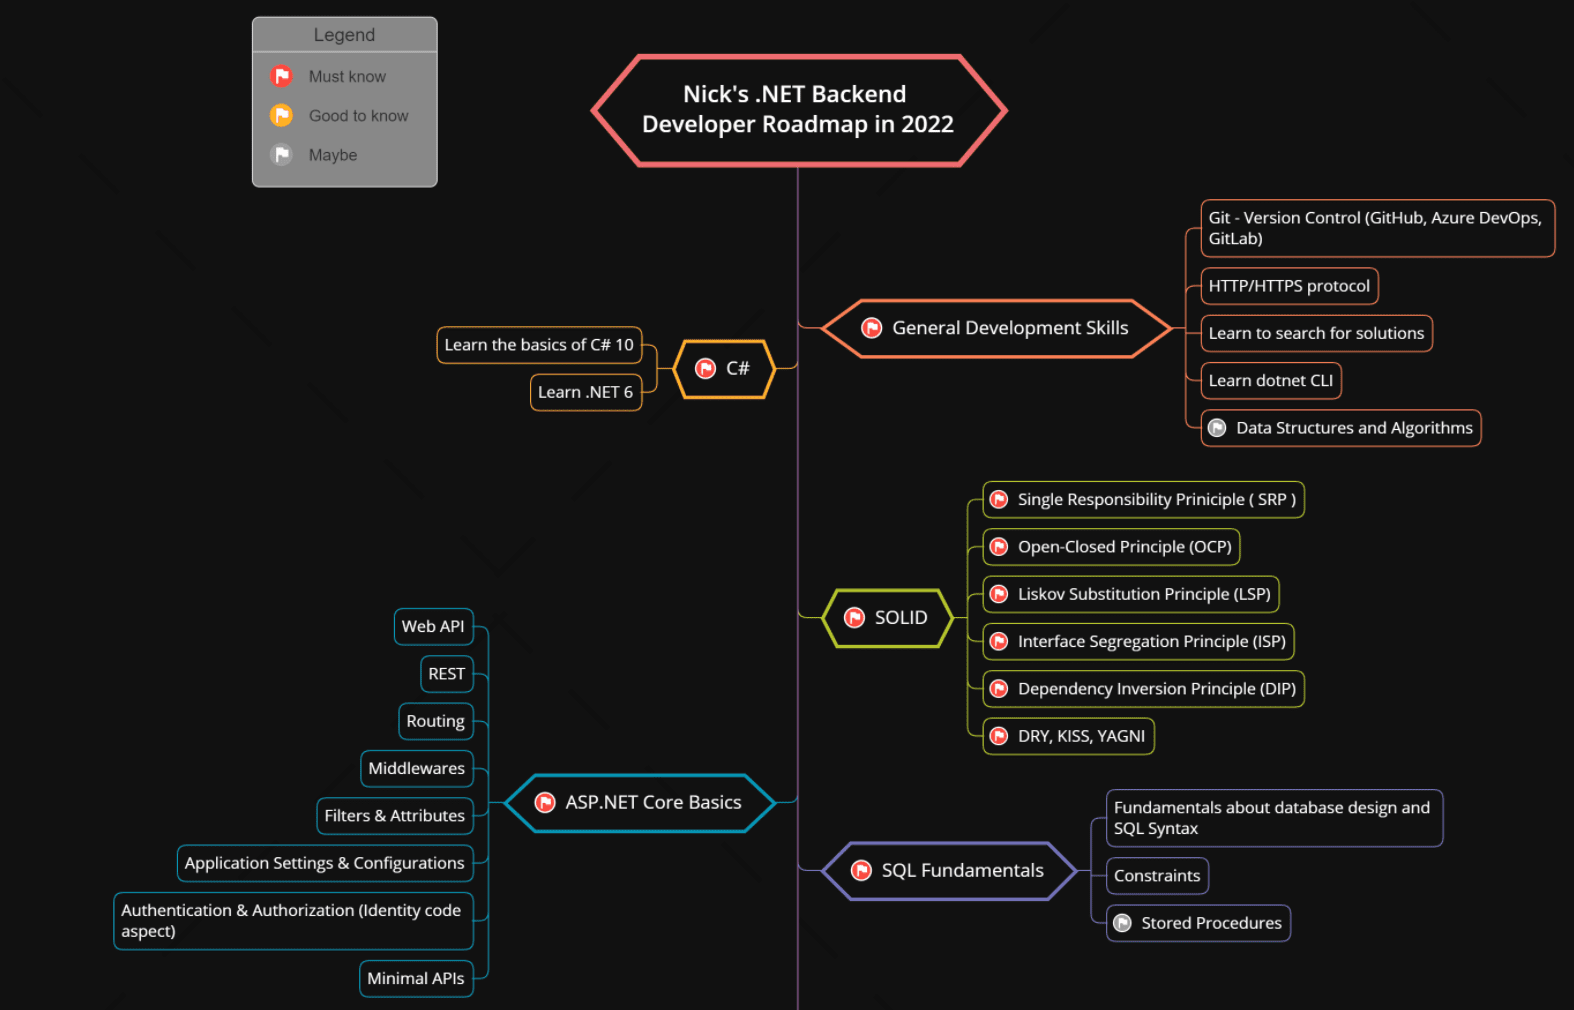 Legend
Must know
Good to know
Maybe
Nick's .NET Backend
Developer Roadmap in 2022
Git - Version Control (GitHub, Azure DevOps,
GitLab)
HTTP/HTTPS protocol
General Development Skills
Learn to search for solutions
Learn dotnet CLI
Data Structures and Algorithms
Learn the basics of C# 10
C#
Learn .NET 6
Single Responsibility Priniciple ( SRP )
Open-Closed Principle (OCP)
Liskov Substitution Principle (LSP)
SOLID
Interface Segregation Principle (ISP)
Dependency Inversion Principle (DIP)
DRY, KISS, YAGNI
Web API
REST
Routing
Middlewares
ASP.NET Core Basics
Filters & Attributes
Application Settings & Configurations
Authentication & Authorization (Identity code
aspect)
Minimal APIs
Fundamentals about database design and
SQL Syntax
SQL Fundamentals
Constraints
Stored Procedures